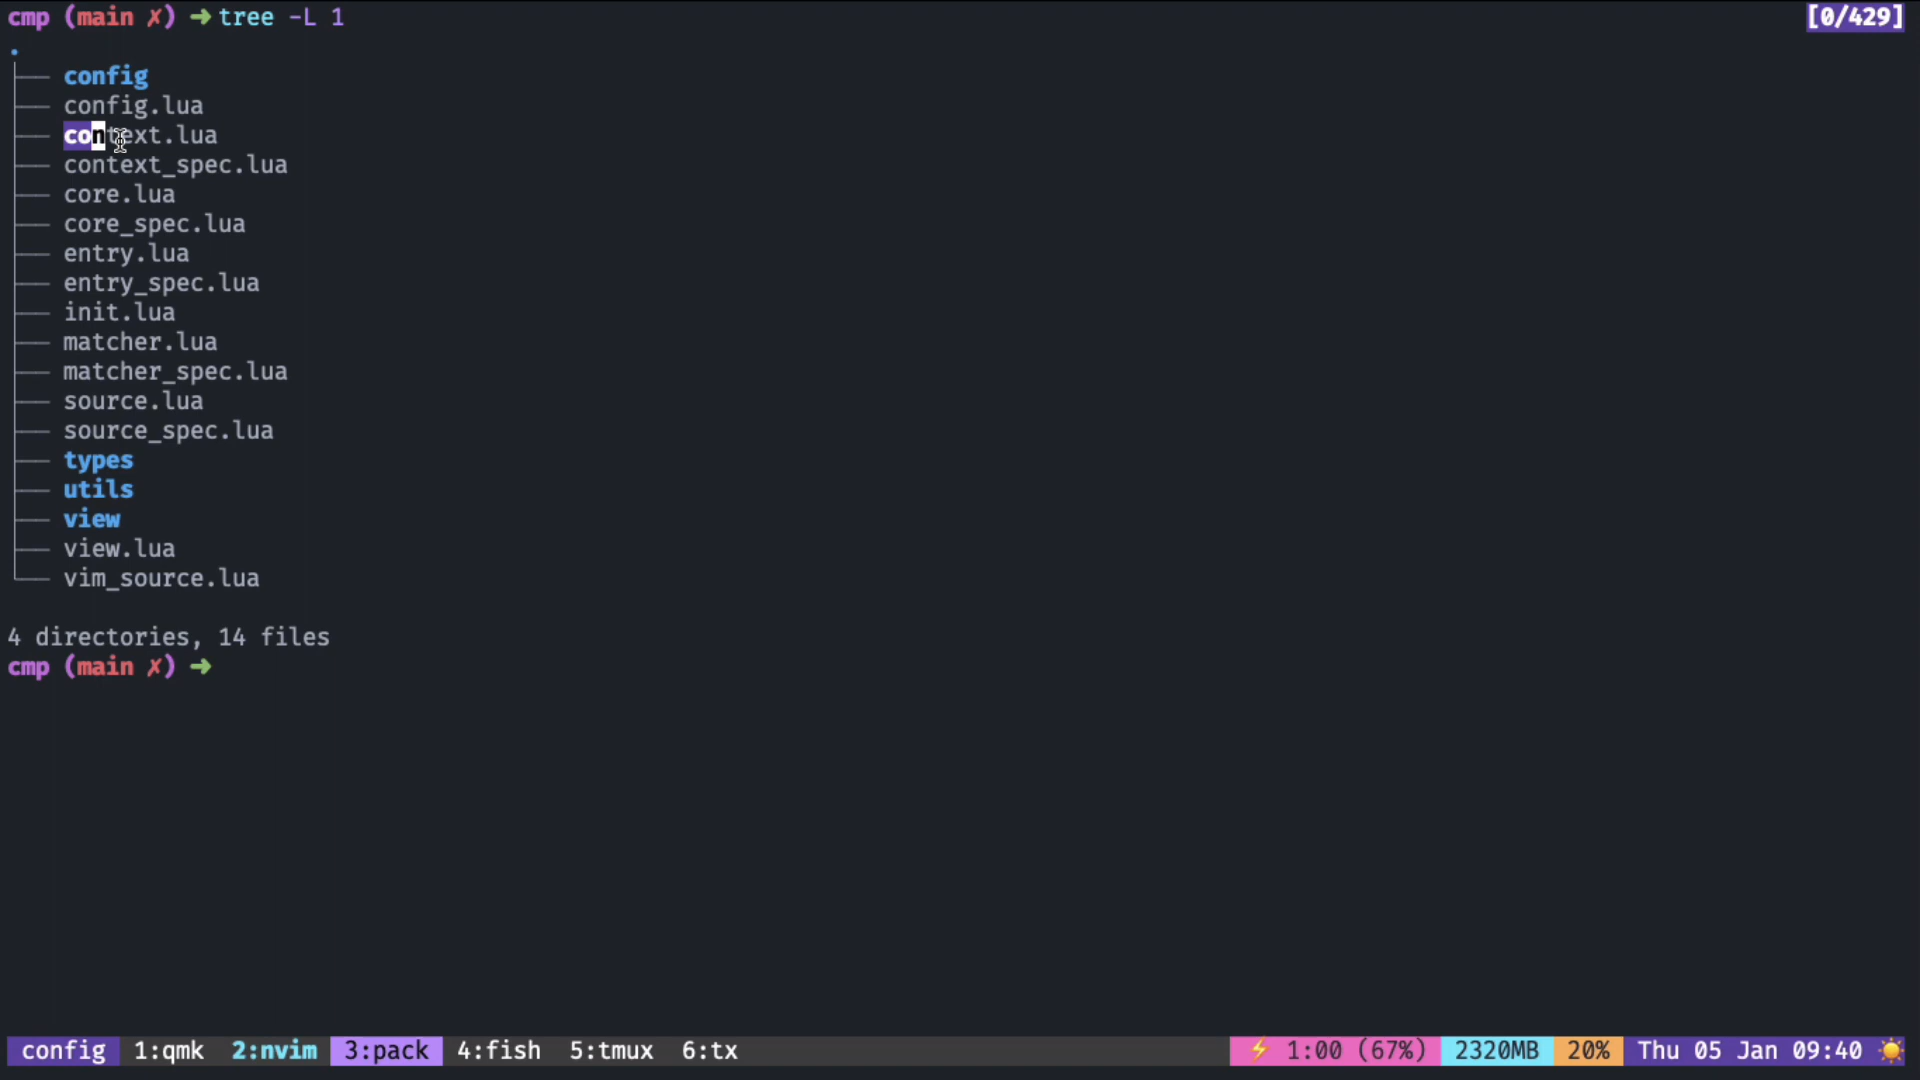 cmp (main ✗) ➜ tree -L 1 [0/429]
.
├── config
├── config.lua
├── context.lua
├── context_spec.lua
├── core.lua
├── core_spec.lua
├── entry.lua
├── entry_spec.lua
├── init.lua
├── matcher.lua
├── matcher_spec.lua
├── source.lua
├── source_spec.lua
├── types
├── utils
├── view
├── view.lua
└── vim_source.lua
4 directories, 14 files
cmp (main ✗) ➜
config 1:qmk 2:nvim 3:pack 4:fish 5:tmux 6:tx ⚡ 1:00 (67%) 2320MB 20% Thu 05 Jan 09:40 ☀️